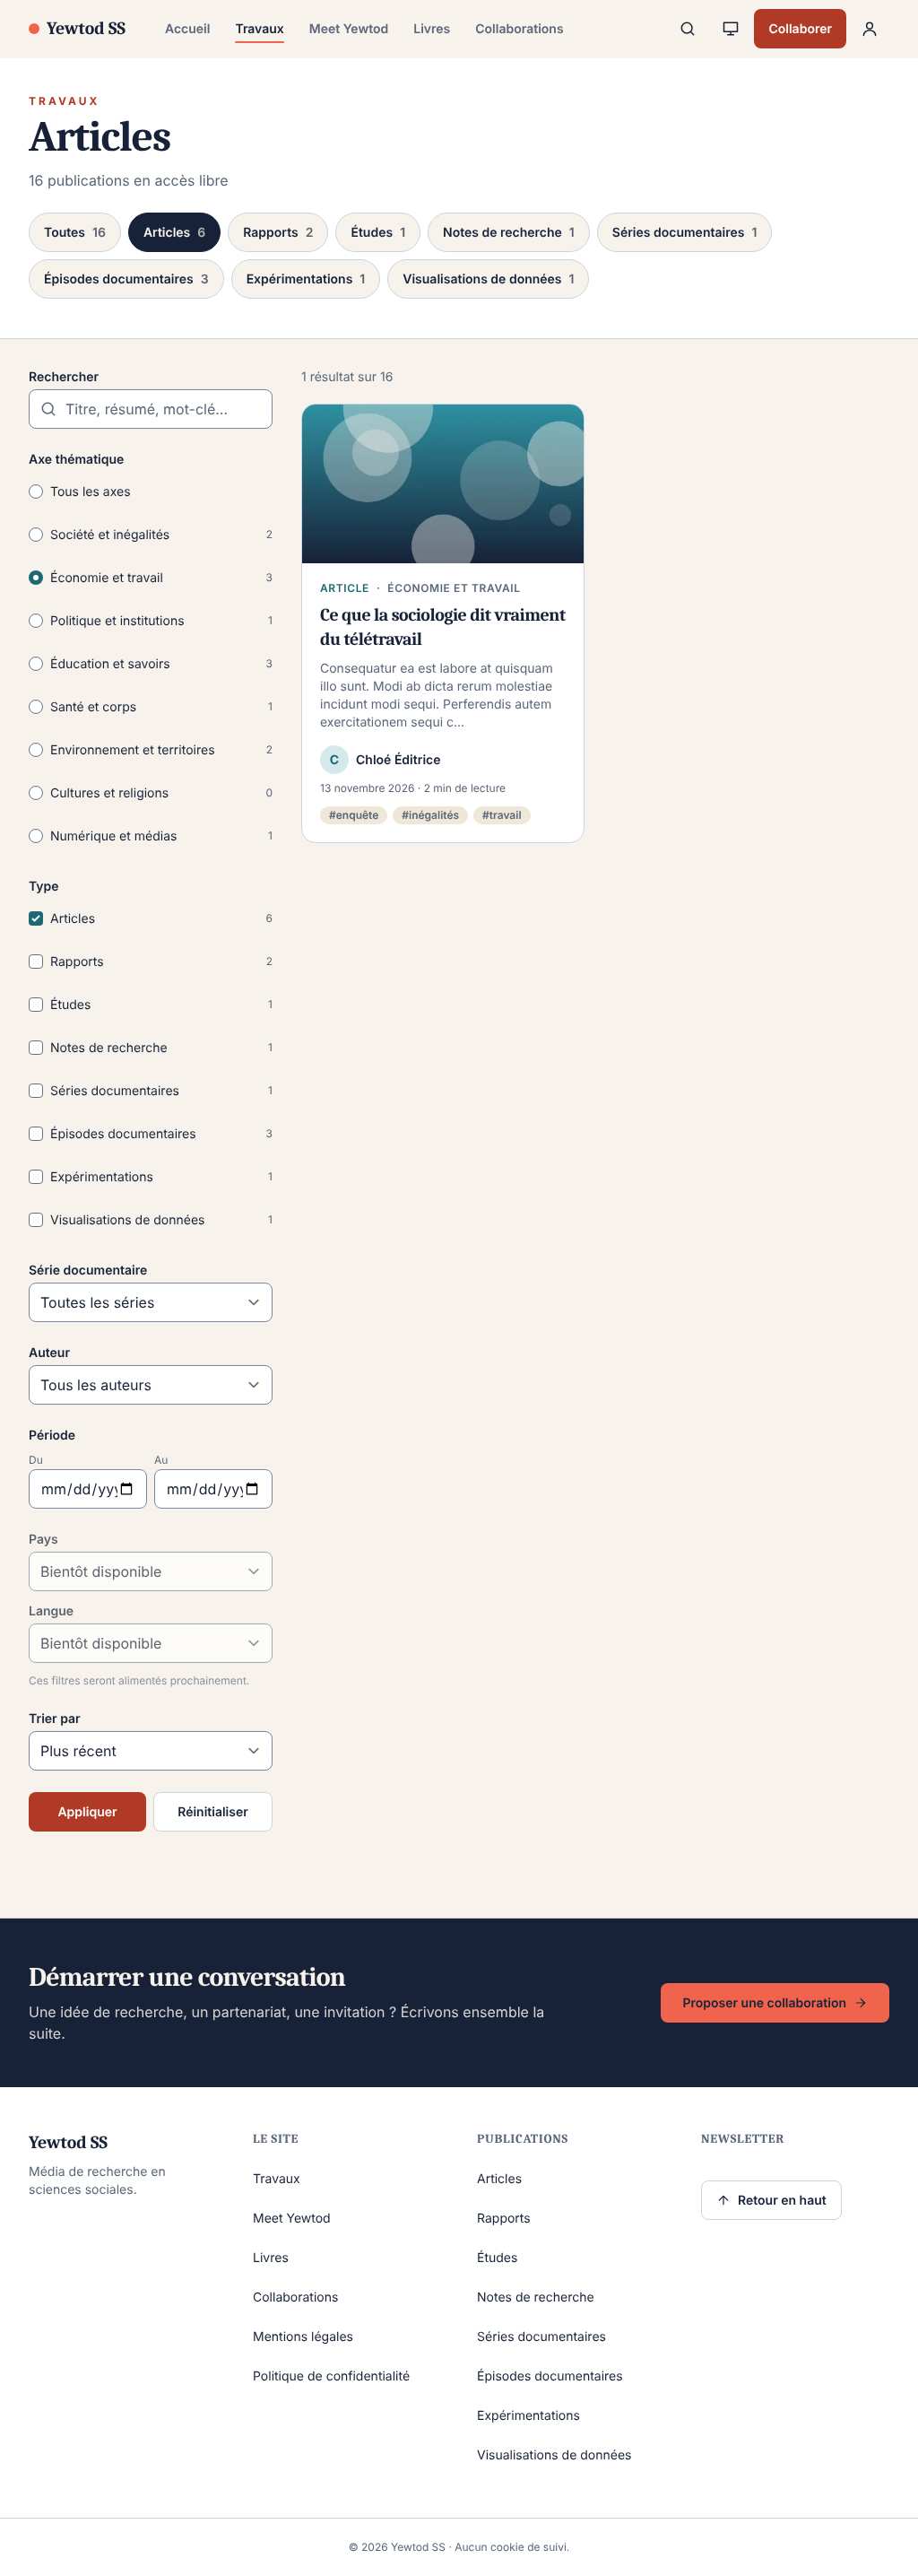 Yewtod SS
Accueil
Travaux
Meet Yewtod
Livres
Collaborations
Collaborer
TRAVAUX
Articles
16 publications en accès libre
Toutes 16
Articles 6
Rapports 2
Études 1
Notes de recherche 1
Séries documentaires 1
Épisodes documentaires 3
Expérimentations 1
Visualisations de données 1
Rechercher
Titre, résumé, mot-clé…
Axe thématique
Tous les axes
Société et inégalités 2
Économie et travail 3
Politique et institutions 1
Éducation et savoirs 3
Santé et corps 1
Environnement et territoires 2
Cultures et religions 0
Numérique et médias 1
Type
Articles 6
Rapports 2
Études 1
Notes de recherche 1
Séries documentaires 1
Épisodes documentaires 3
Expérimentations 1
Visualisations de données 1
Série documentaire
Toutes les séries
Auteur
Tous les auteurs
Période
Du
Au
mm/dd/yyy
mm/dd/yyy
Pays
Bientôt disponible
Langue
Bientôt disponible
Ces filtres seront alimentés prochainement.
Trier par
Plus récent
Appliquer
Réinitialiser
1 résultat sur 16
ARTICLE · ÉCONOMIE ET TRAVAIL
Ce que la sociologie dit vraiment
du télétravail
Consequatur ea est labore at quisquam
illo sunt. Modi ab dicta rerum molestiae
incidunt modi sequi. Perferendis autem
exercitationem sequi c…
C
Chloé Éditrice
13 novembre 2026 · 2 min de lecture
#enquête
#inégalités
#travail
Démarrer une conversation
Une idée de recherche, un partenariat, une invitation ? Écrivons ensemble la
suite.
Proposer une collaboration
Yewtod SS
Média de recherche en
sciences sociales.
LE SITE
Travaux
Meet Yewtod
Livres
Collaborations
Mentions légales
Politique de confidentialité
PUBLICATIONS
Articles
Rapports
Études
Notes de recherche
Séries documentaires
Épisodes documentaires
Expérimentations
Visualisations de données
NEWSLETTER
Retour en haut
© 2026 Yewtod SS · Aucun cookie de suivi.